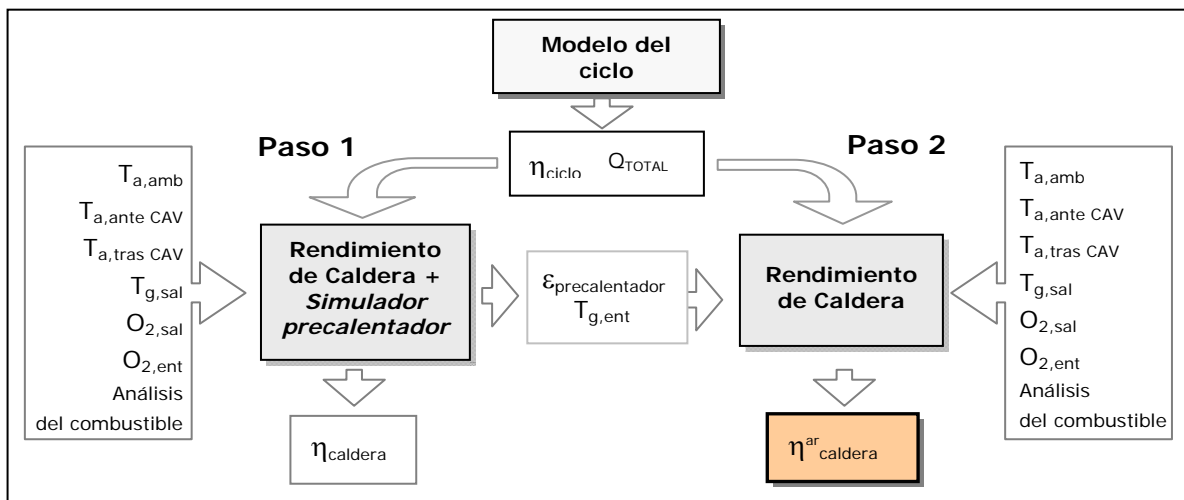 Modelo del
ciclo
Paso 1
Paso 2
ηciclo QTOTAL
Ta,amb
Ta,ante CAV
Ta,tras CAV
Tg,sal
O2,sal
O2,ent
Análisis
del combustible
Rendimiento
de Caldera +
Simulador
precalentador
εprecalentador
Tg,ent
Rendimiento
de Caldera
Ta,amb
Ta,ante CAV
Ta,tras CAV
Tg,sal
O2,sal
O2,ent
Análisis
del combustible
ηcaldera
ηar caldera